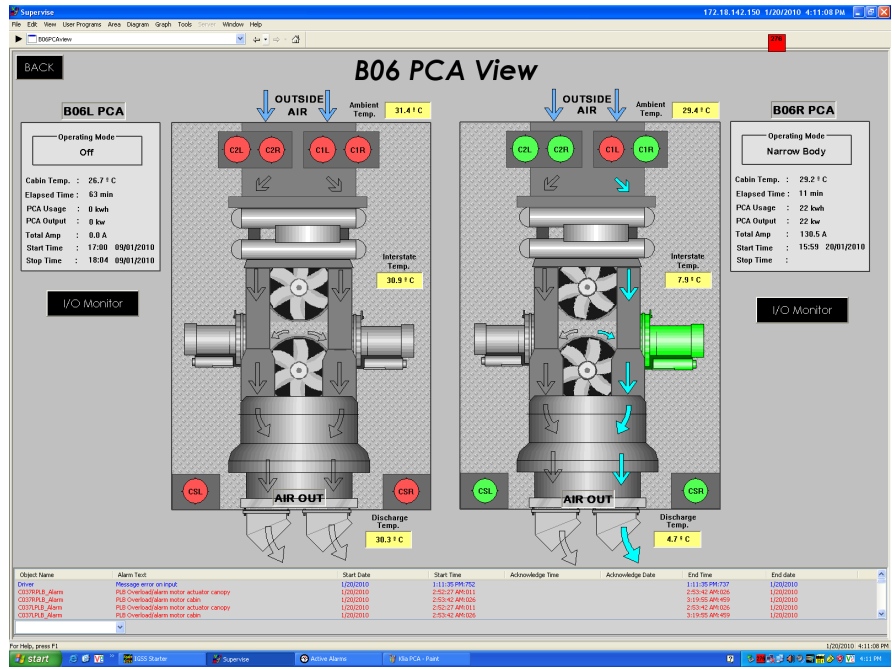 Supervise 172.18.142.150 1/20/2010 4:11:08 PM
File Edit View User Programs Area Diagram Graph Tools Server Window Help
B06PCAview
270
BACK
B06 PCA View
B06L PCA
Operating Mode
Off
Cabin Temp. : 26.7 º C
Elapsed Time : 63 min
PCA Usage : 0 kwh
PCA Output : 0 kw
Total Amp : 0.0 A
Start Time : 17:00 09/01/2010
Stop Time : 18:04 09/01/2010
I/O Monitor
OUTSIDE AIR
Ambient Temp. 31.4 º C
C2L C2R C1L C1R
Interstate
Temp.
30.9 º C
CSL CSR
AIR OUT
Discharge
Temp.
30.3 º C
OUTSIDE AIR
Ambient Temp. 29.4 º C
C2L C2R C1L C1R
Interstate
Temp.
7.9 º C
CSL CSR
AIR OUT
Discharge
Temp.
4.7 º C
B06R PCA
Operating Mode
Narrow Body
Cabin Temp. : 29.2 º C
Elapsed Time : 11 min
PCA Usage : 22 kwh
PCA Output : 22 kw
Total Amp : 130.5 A
Start Time : 15:59 20/01/2010
Stop Time :
I/O Monitor
Object Name Alarm Text Start Date Start Time Acknowledge Time Acknowledge Date End Time End date
Driver Message error on input 1/20/2010 1:11:35 PM:752 1:11:35 PM:737 1/20/2010
C037RPLB_Alarm PLB Overload/alarm motor actuator canopy 1/20/2010 2:52:27 AM:011 2:53:42 AM:026 1/20/2010
C037RPLB_Alarm PLB Overload/alarm motor cabin 1/20/2010 2:53:42 AM:026 3:19:55 AM:459 1/20/2010
C037LPLB_Alarm PLB Overload/alarm motor actuator canopy 1/20/2010 2:52:27 AM:011 2:53:42 AM:026 1/20/2010
C037LPLB_Alarm PLB Overload/alarm motor cabin 1/20/2010 2:53:42 AM:026 3:19:55 AM:459 1/20/2010
For Help, press F1 1/20/2010 4:11:08 PM
start IGSS Starter Supervise Active Alarms Klia PCA - Paint 4:11 PM